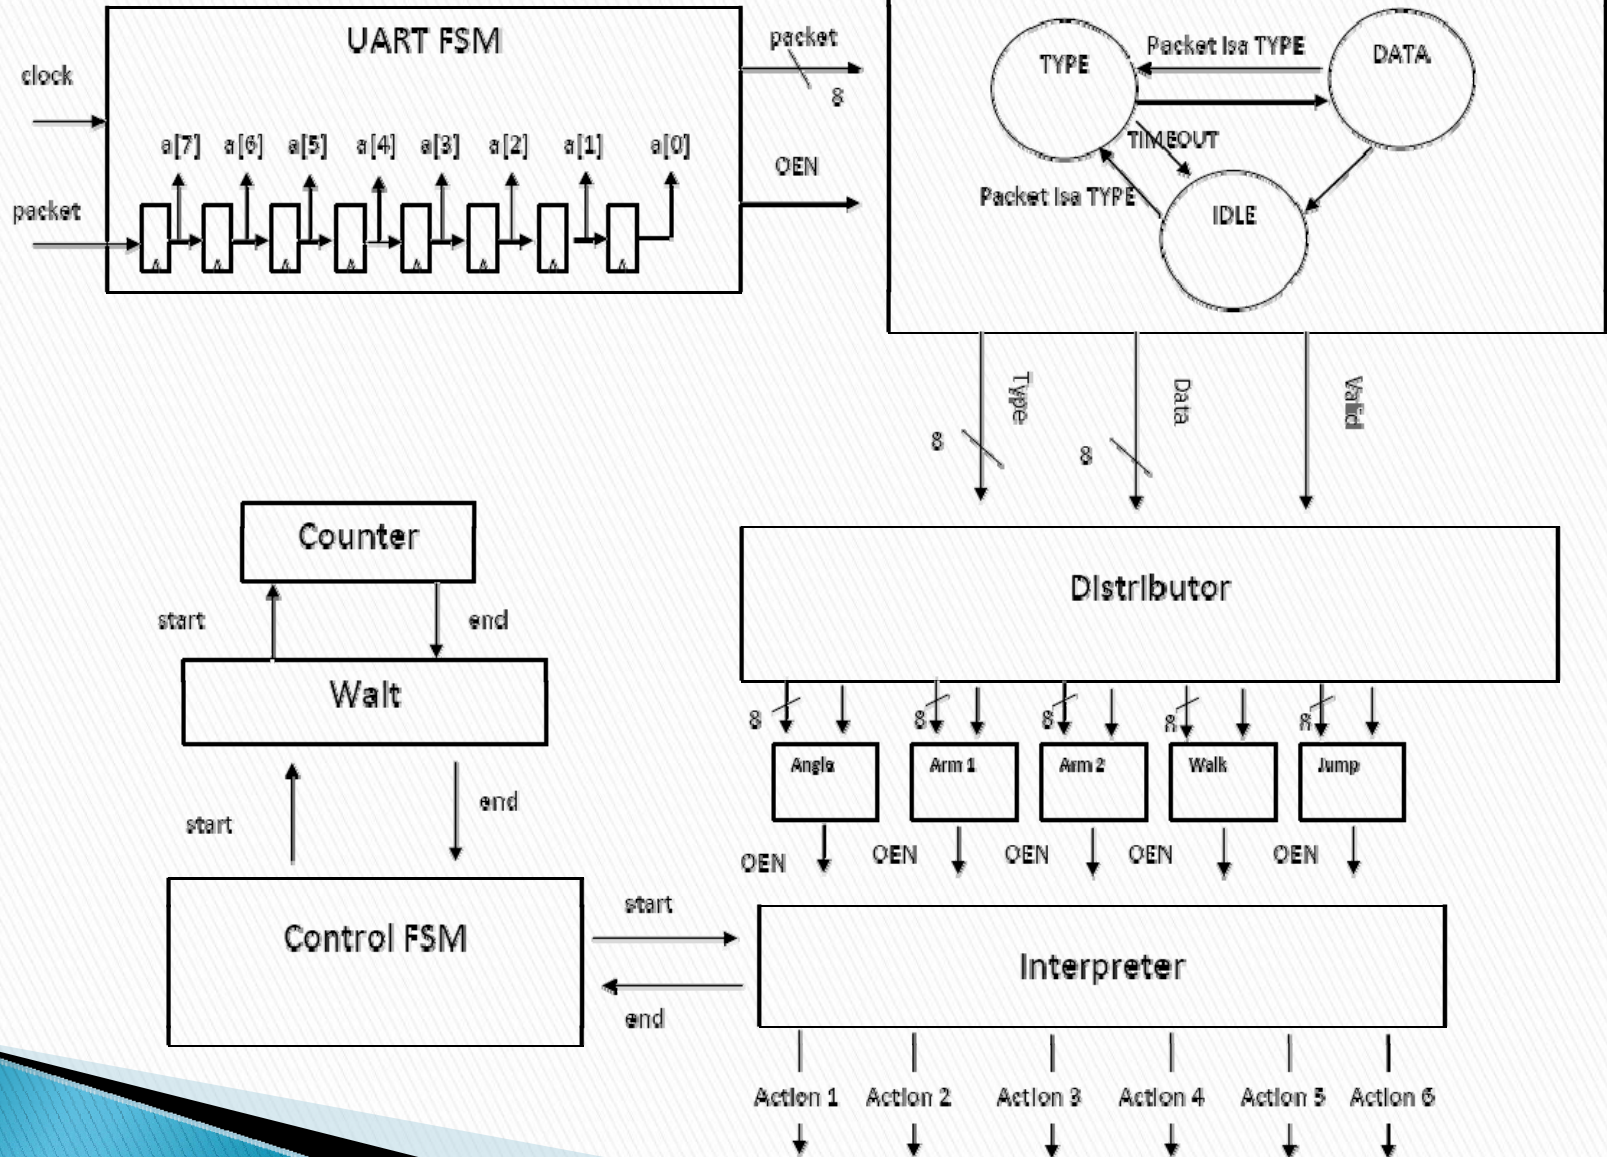 UART FSM
clock
packet
a[7] a[6] a[5] a[4] a[3] a[2] a[1] a[0]
packet
8
OEN
TYPE
Packet Isa TYPE
DATA
TIMEOUT
Packet Isa TYPE
IDLE
Type
Data
Valid
8
8
Counter
start
end
Wait
start
end
Control FSM
start
end
Distributor
8
8
8
8
8
Angle
Arm 1
Arm 2
Walk
Jump
OEN
OEN
OEN
OEN
OEN
Interpreter
Action 1
Action 2
Action 3
Action 4
Action 5
Action 6